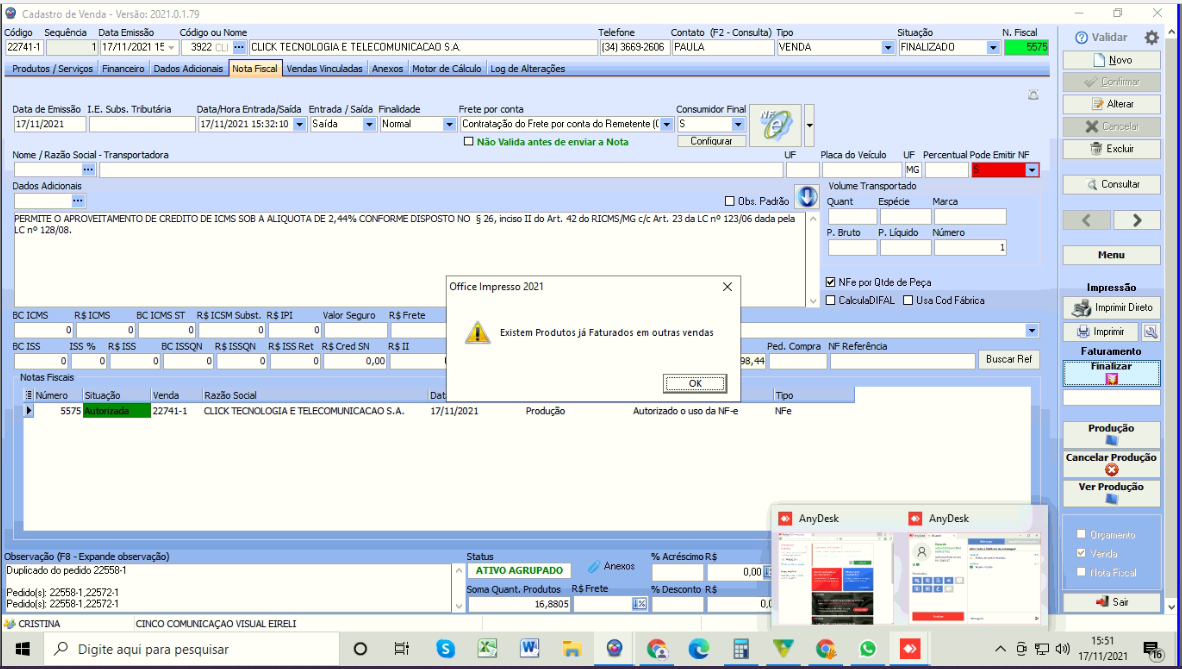 Cadastro de Venda - Versão: 2021.0.1.79
Código Sequência Data Emissão Código ou Nome Telefone Contato (F2 - Consulta) Tipo Situação N. Fiscal
22741-1 1 17/11/2021 15 3922 CLI CLICK TECNOLOGIA E TELECOMUNICACAO S.A. (34) 3669-2606 PAULA VENDA FINALIZADO 5575
Produtos / Serviços Financeiro Dados Adicionais Nota Fiscal Vendas Vinculadas Anexos Motor de Cálculo Log de Alterações
Data de Emissão I.E. Subs. Tributária Data/Hora Entrada/Saída Entrada / Saída Finalidade Frete por conta Consumidor Final
17/11/2021 17/11/2021 15:32:10 Saída Normal Contratação do Frete por conta do Remetente (C S
NFe
Não Valida antes de enviar a Nota Configurar
Nome / Razão Social - Transportadora UF Placa do Veículo UF Percentual Pode Emitir NF
MG S
Dados Adicionais Volume Transportado
Obs. Padrão Quant Espécie Marca
PERMITE O APROVEITAMENTO DE CREDITO DE ICMS SOB A ALIQUOTA DE 2,44% CONFORME DISPOSTO NO § 26, inciso II do Art. 42 do RICMS/MG c/c Art. 23 da LC nº 123/06 dada pela
LC nº 128/08.
P. Bruto P. Líquido Número
1
NFe por Qtde de Peça
CalculaDIFAL Usa Cod Fábrica
Office Impresso 2021
Existem Produtos já Faturados em outras vendas
OK
BC ICMS R$ ICMS BC ICMS ST R$ ICSM Subst. R$ IPI Valor Seguro R$ Frete
0 0 0 0 0
BC ISS ISS % R$ ISS BC ISSQN R$ ISSQN R$ ISS Ret R$ Cred SN R$ II Ped. Compra NF Referência
0 0 0 0 0 0 0,00 98,44 Buscar Ref
Notas Fiscais
Número Situação Venda Razão Social Dat Tipo
5575 Autorizada 22741-1 CLICK TECNOLOGIA E TELECOMUNICACAO S.A. 17/11/2021 Produção Autorizado o uso da NF-e NFe
Validar
Novo
Confirmar
Alterar
Cancelar
Excluir
Consultar
Menu
Impressão
Imprimir Direto
Imprimir
Faturamento
Finalizar
Produção
Cancelar Produção
Ver Produção
Orçamento
Venda
Nota Fiscal
Sair
AnyDesk AnyDesk
Observação (F8 - Expande observação) Status % Acréscimo R$
Duplicado do pedido 22558-1 ATIVO AGRUPADO Anexos 0,00
Soma Quant. Produtos R$ Frete % Desconto R$
Pedido(s): 22558-1,22572-1
Pedido(s): 22558-1,22572-1 16,8805 0,0
CRISTINA CINCO COMUNICAÇAO VISUAL EIRELI
Digite aqui para pesquisar
15:51
17/11/2021
16